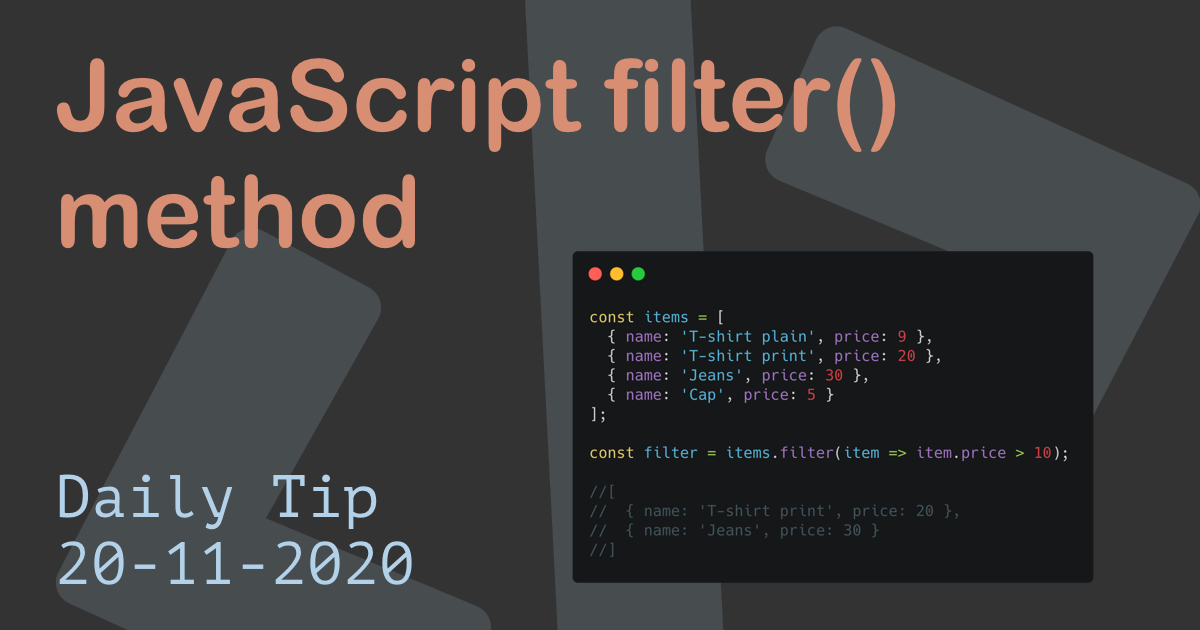 JavaScript filter()
method
Daily Tip
20-11-2020
const items = [
  { name: 'T-shirt plain', price: 9 },
  { name: 'T-shirt print', price: 20 },
  { name: 'Jeans', price: 30 },
  { name: 'Cap', price: 5 }
];
const filter = items.filter(item => item.price > 10);
//[
//  { name: 'T-shirt print', price: 20 },
//  { name: 'Jeans', price: 30 }
//]